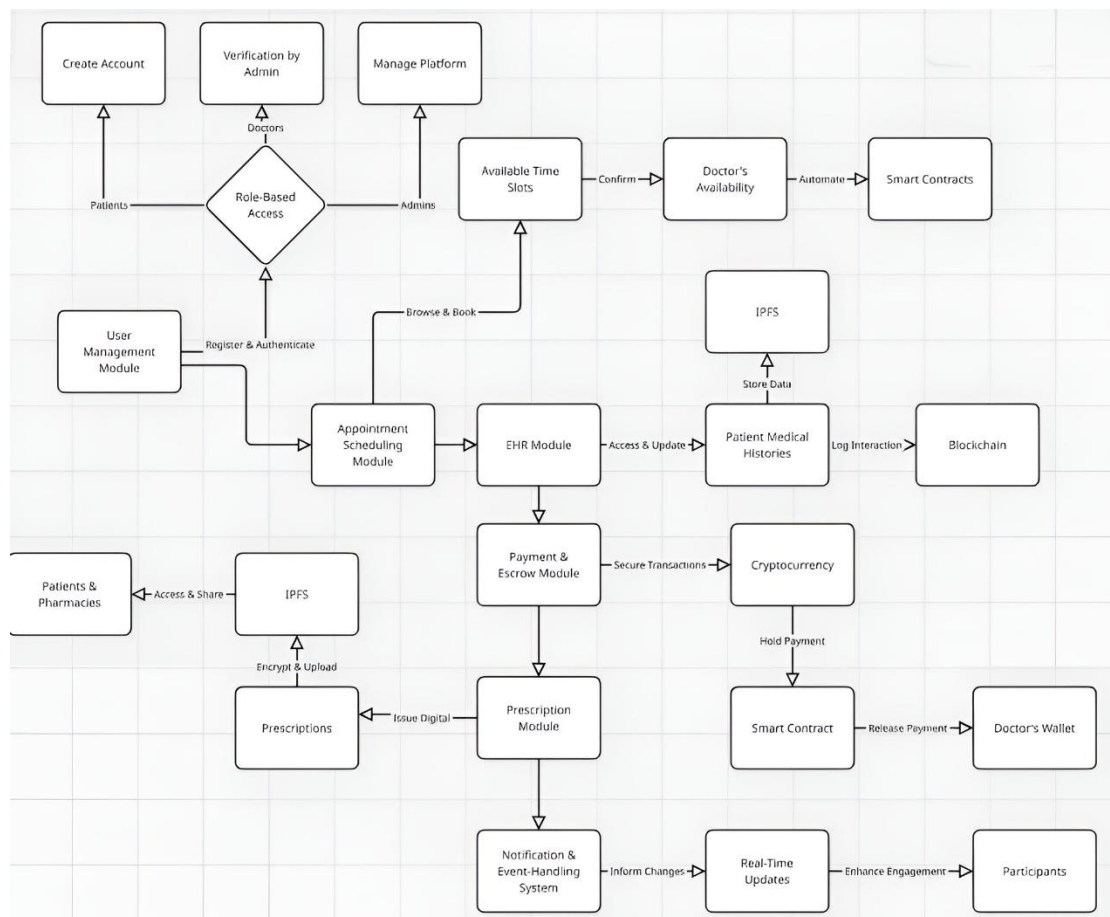 Create Account
Verification by
Admin
Manage Platform
Doctors
Patients
Role-Based
Access
Admins
Available Time
Slots
Confirm
Doctor's
Availability
Automate
Smart Contracts
User
Management
Module
Register & Authenticate
Browse & Book
IPFS
Store Data
Appointment
Scheduling
Module
EHR Module
Access & Update
Patient Medical
Histories
Log Interaction
Blockchain
Payment &
Escrow Module
Secure Transactions
Cryptocurrency
Patients &
Pharmacies
Access & Share
IPFS
Hold Payment
Encrypt & Upload
Prescriptions
Issue Digital
Prescription
Module
Smart Contract
Release Payment
Doctor's Wallet
Notification &
Event-Handling
System
Inform Changes
Real-Time
Updates
Enhance Engagement
Participants